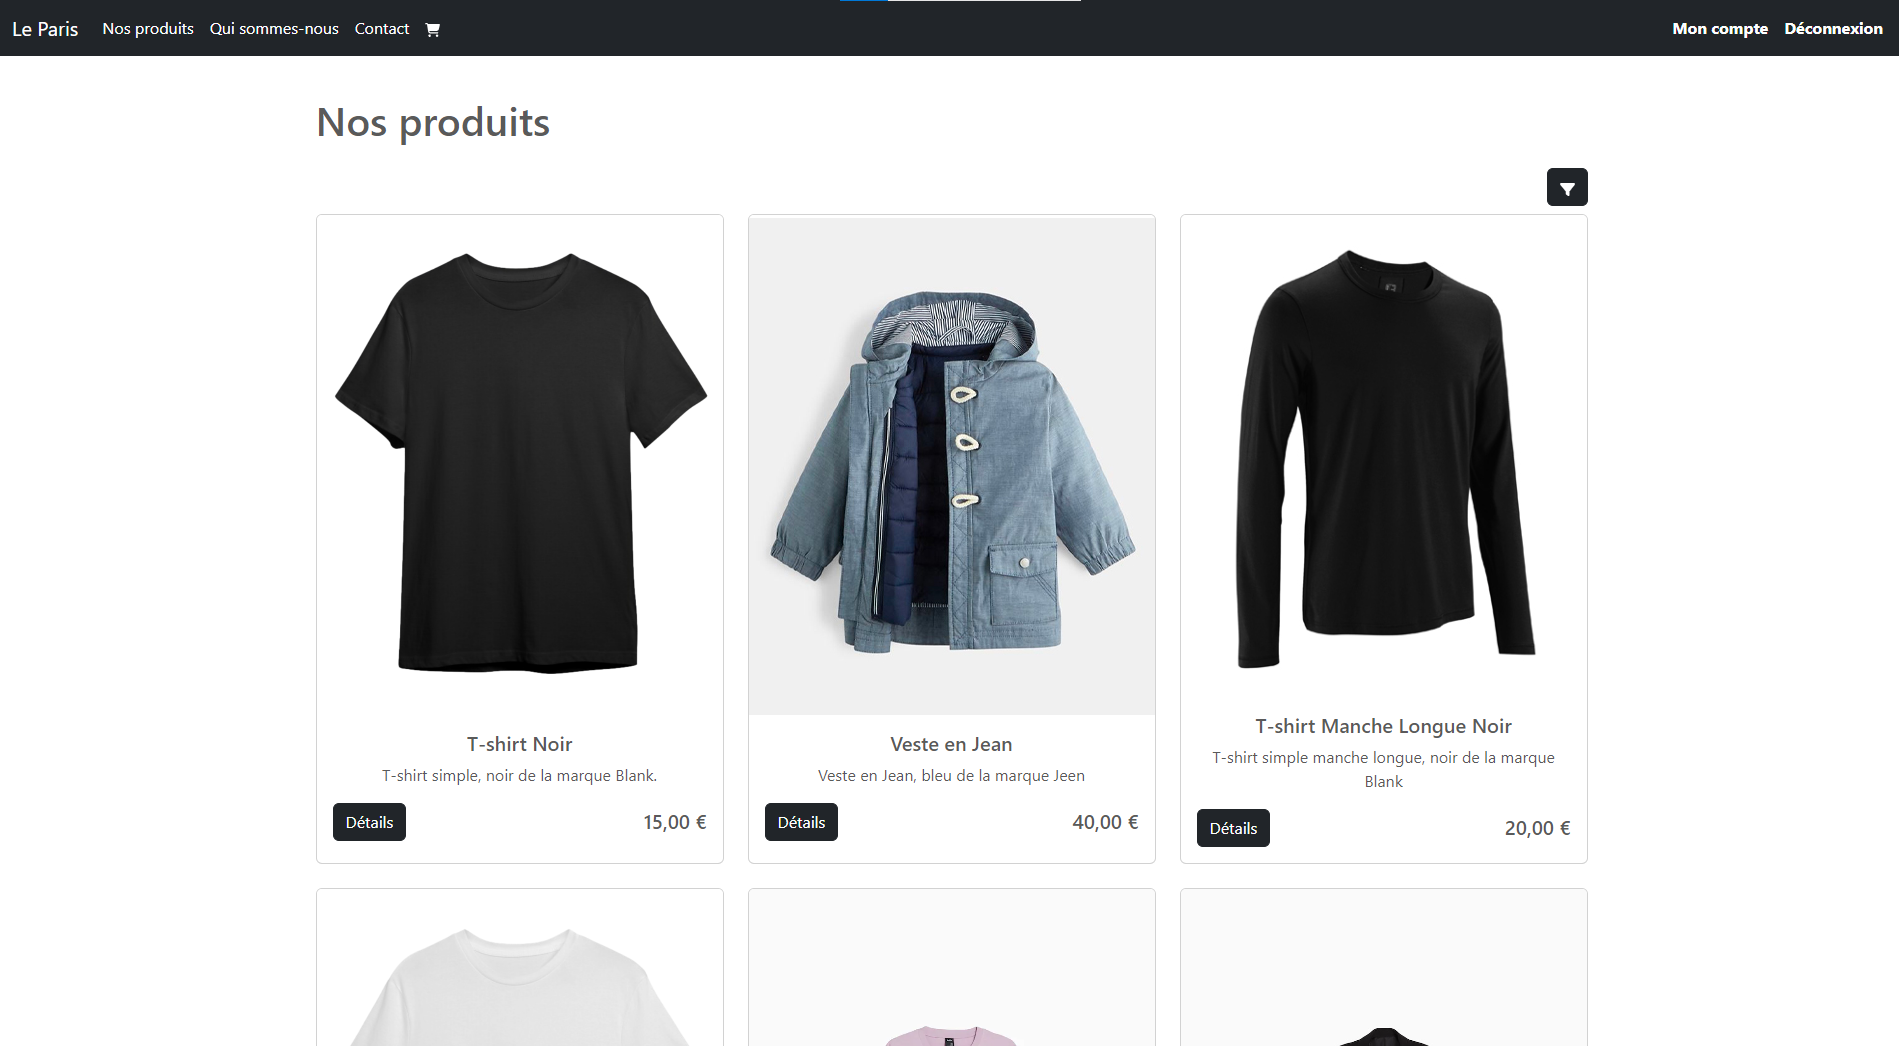 Le Paris Nos produits Qui sommes-nous Contact Mon compte Déconnexion
Nos produits
T-shirt Noir
T-shirt simple, noir de la marque Blank.
Détails 15,00 €
Veste en Jean
Veste en Jean, bleu de la marque Jeen
Détails 40,00 €
T-shirt Manche Longue Noir
T-shirt simple manche longue, noir de la marque
Blank
Détails 20,00 €